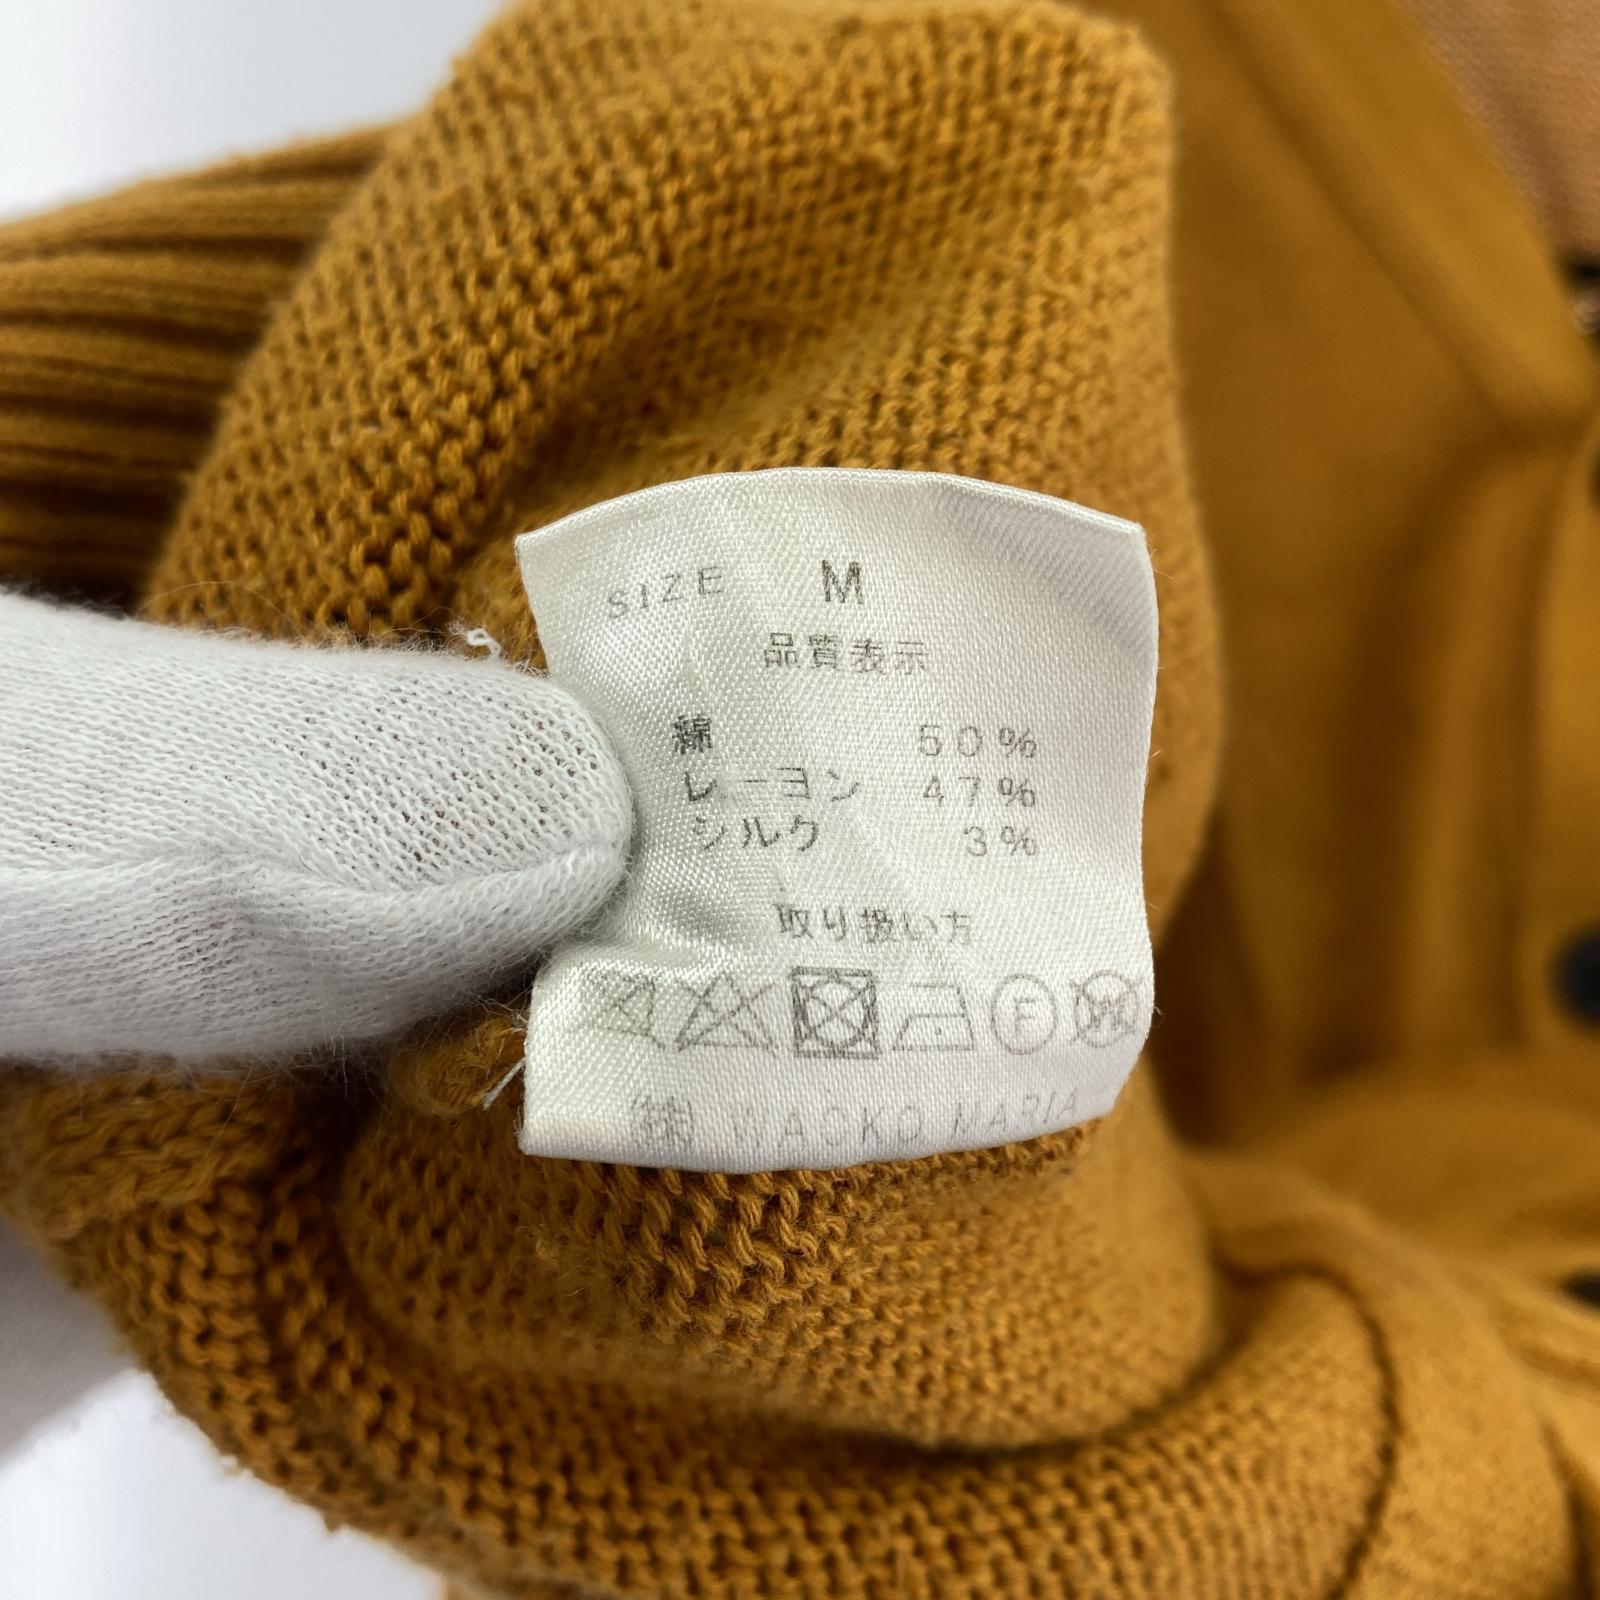 SIZE M
品質表示
綿 50%
レーヨン 47%
シルク 3%
取り扱い方
F
㈱ WACKO MARIA